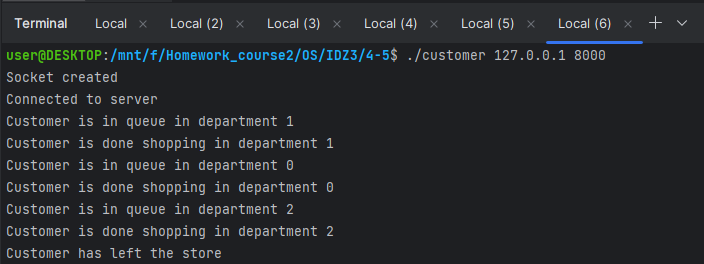 Terminal Local × Local (2) × Local (3) × Local (4) × Local (5) × Local (6) ×
user@DESKTOP:/mnt/f/Homework_course2/OS/IDZ3/4-5$ ./customer 127.0.0.1 8000
Socket created
Connected to server
Customer is in queue in department 1
Customer is done shopping in department 1
Customer is in queue in department 0
Customer is done shopping in department 0
Customer is in queue in department 2
Customer is done shopping in department 2
Customer has left the store